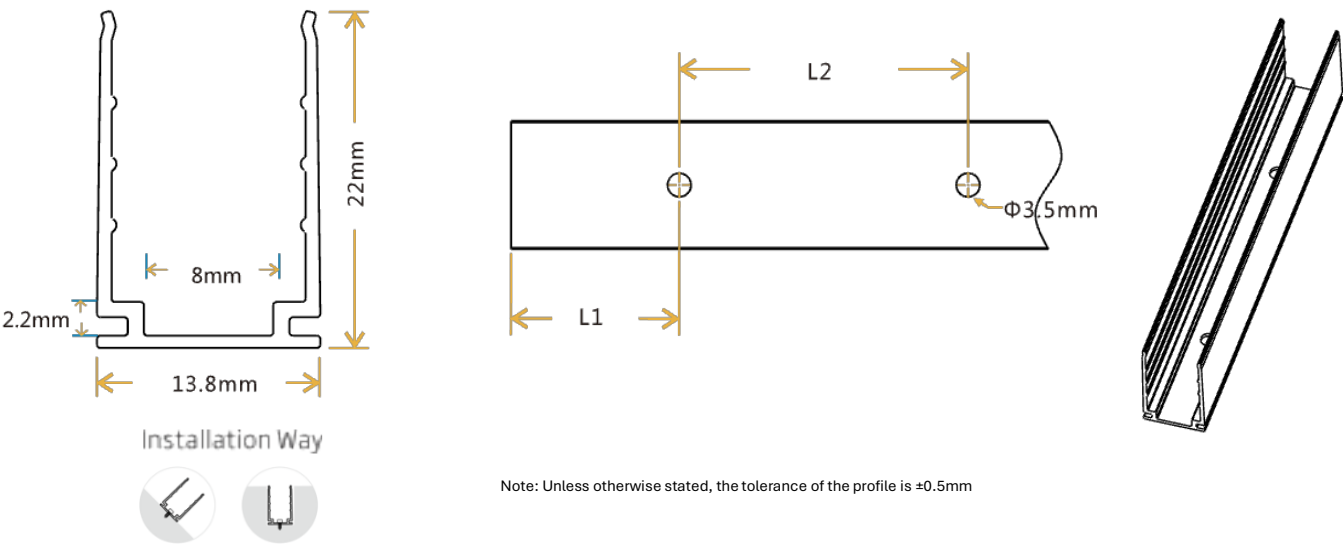 L2
22mm
Φ3.5mm
8mm
2.2mm
L1
13.8mm
Installation Way
Note: Unless otherwise stated, the tolerance of the profile is ±0.5mm